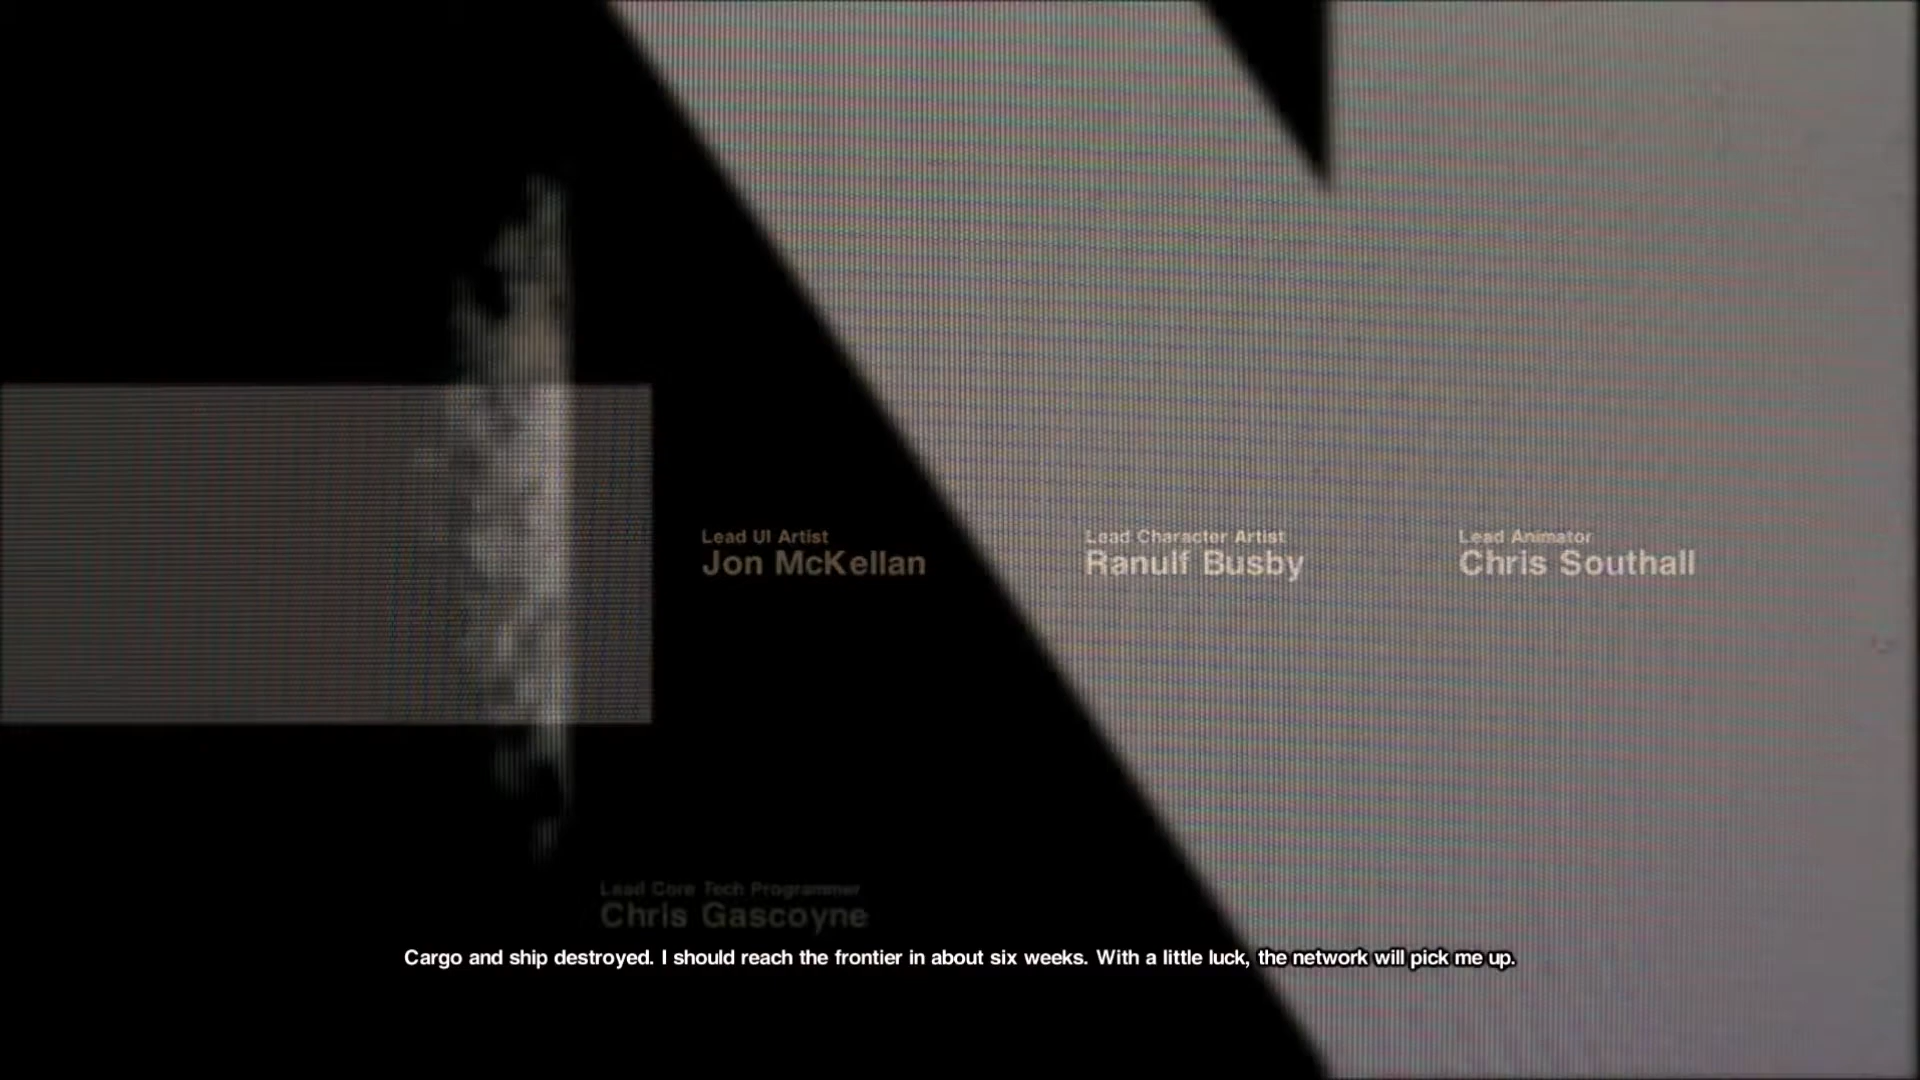 Lead UI Artist
Jon McKellan
Lead Character Artist
Ranulf Busby
Lead Animator
Chris Southall
Lead Core Tech Programmer
Chris Gascoyne
Cargo and ship destroyed. I should reach the frontier in about six weeks. With a little luck, the network will pick me up.